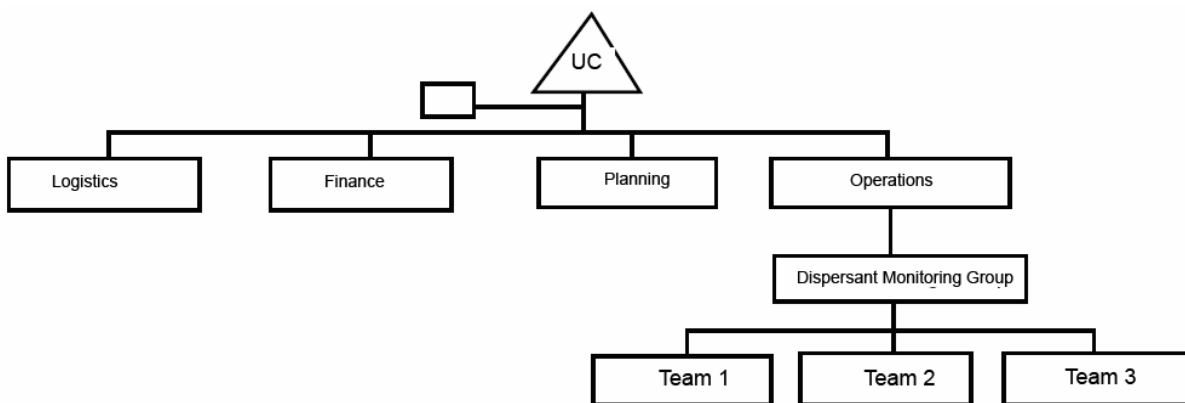 UC
Logistics
Finance
Planning
Operations
Dispersant Monitoring Group
Team 1
Team 2
Team 3